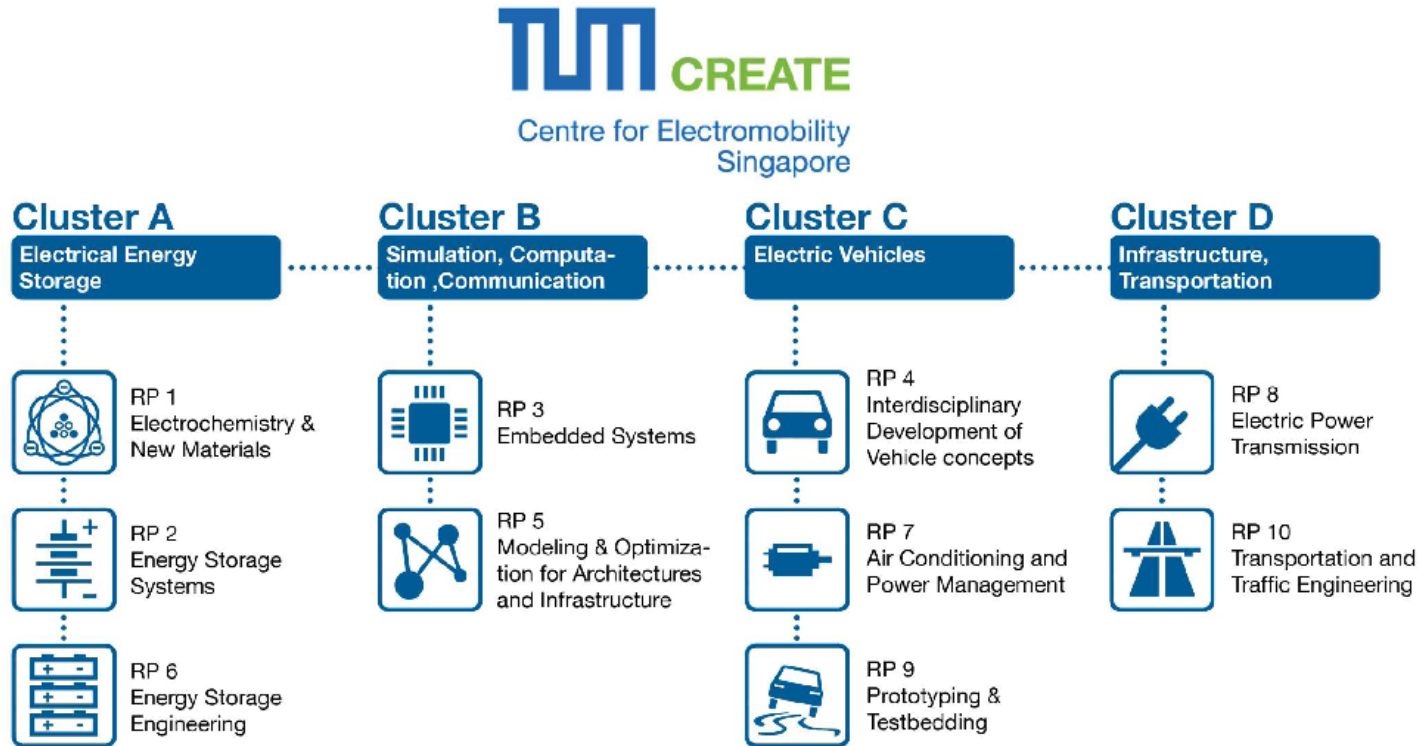 TUM CREATE
Centre for Electromobility
Singapore
Cluster A
Electrical Energy
Storage
RP 1
Electrochemistry &
New Materials
RP 2
Energy Storage
Systems
RP 6
Energy Storage
Engineering
Cluster B
Simulation, Computa-
tion ,Communication
RP 3
Embedded Systems
RP 5
Modeling & Optimiza-
tion for Architectures
and Infrastructure
Cluster C
Electric Vehicles
RP 4
Interdisciplinary
Development of
Vehicle concepts
RP 7
Air Conditioning and
Power Management
RP 9
Prototyping &
Testbedding
Cluster D
Infrastructure,
Transportation
RP 8
Electric Power
Transmission
RP 10
Transportation and
Traffic Engineering